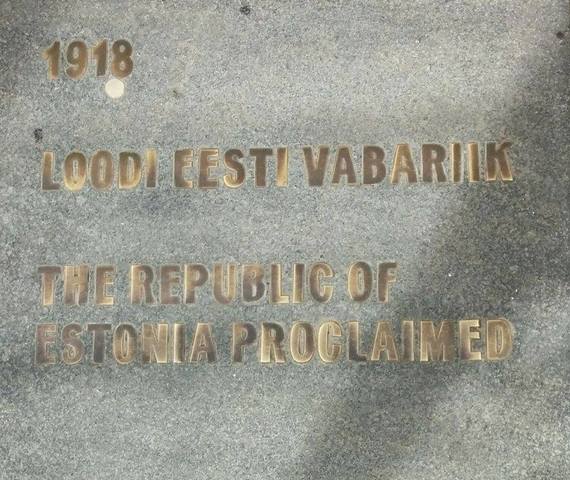 1918
LOODI EESTI VABARIIK
THE REPUBLIC OF
ESTONIA PROCLAIMED